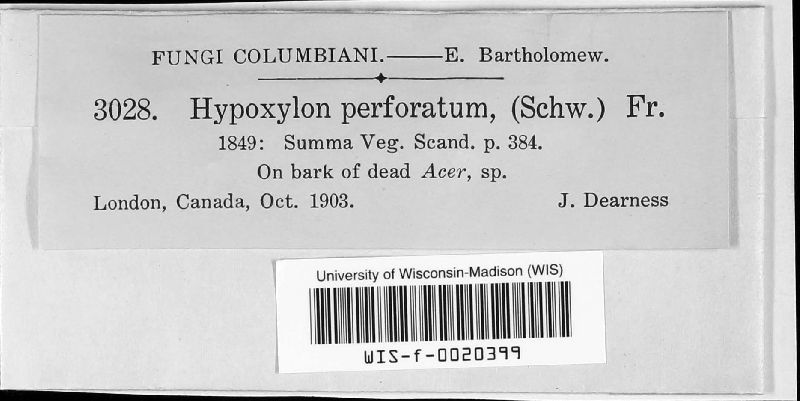 FUNGI COLUMBIANI.——E. Bartholomew.
3028. Hypoxylon perforatum, (Schw.) Fr.
1849: Summa Veg. Scand. p. 384.
On bark of dead Acer, sp.
London, Canada, Oct. 1903. J. Dearness
University of Wisconsin-Madison (WIS)
WIS-f-0020399